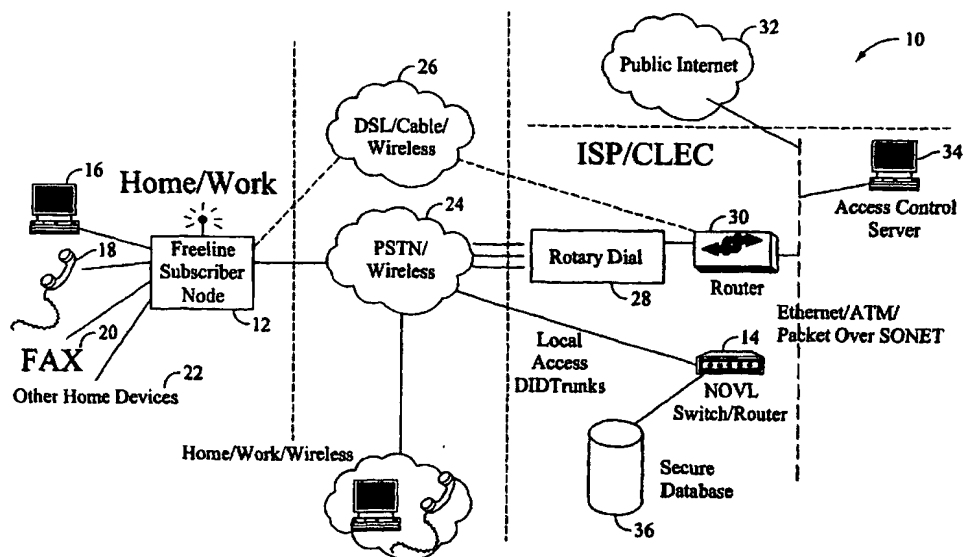 32
10
Public Internet
26
DSL/Cable/
Wireless
ISP/CLEC
34
16
Home/Work
Access Control
Server
24
30
18
Freeline
Subscriber
Node
PSTN/
Wireless
Rotary Dial
Router
28
12
20
FAX
Ethernet/ATM/
Packet Over SONET
14
22
Other Home Devices
Local
Access
DIDTrunks
NOVL
Switch/Router
Home/Work/Wireless
Secure
Database
36